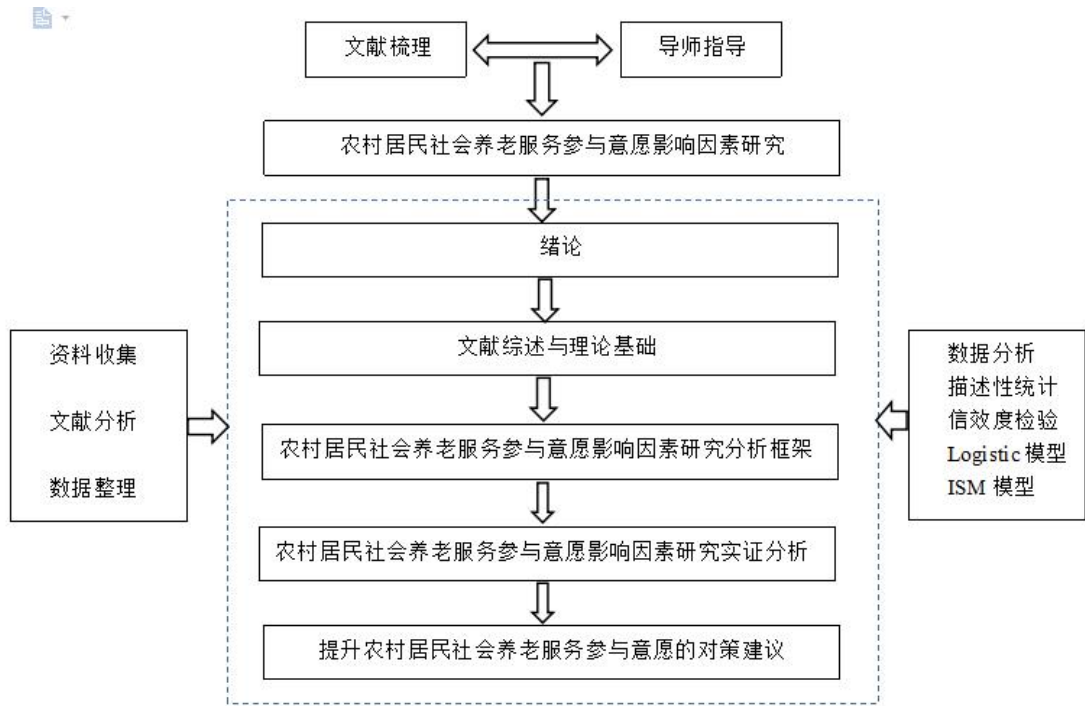 文献梳理
导师指导
农村居民社会养老服务参与意愿影响因素研究
绪论
文献综述与理论基础
农村居民社会养老服务参与意愿影响因素研究分析框架
农村居民社会养老服务参与意愿影响因素研究实证分析
提升农村居民社会养老服务参与意愿的对策建议
资料收集
文献分析
数据整理
数据分析
描述性统计
信效度检验
Logistic 模型
ISM 模型